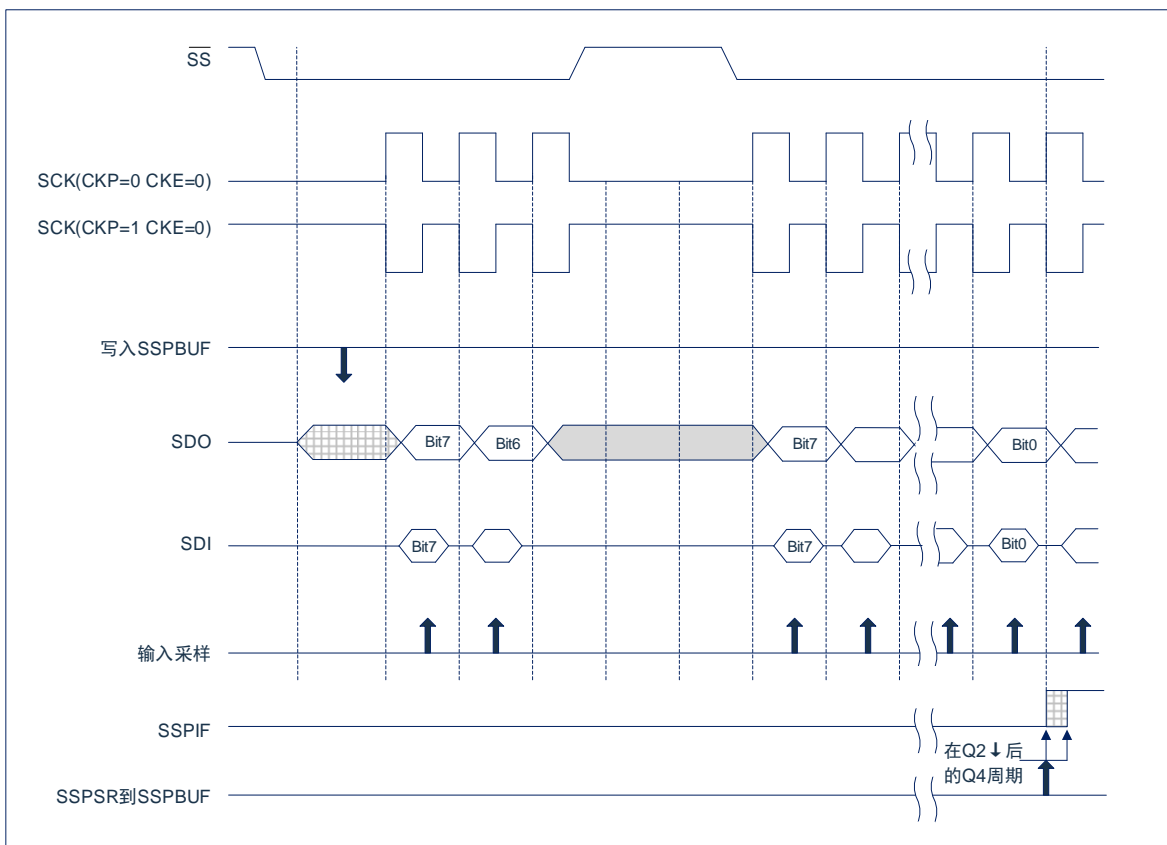 SS
SCK(CKP=0 CKE=0)
SCK(CKP=1 CKE=0)
写入SSPBUF
SDO
Bit7
Bit6
Bit7
Bit0
SDI
Bit7
Bit7
Bit0
输入采样
SSPIF
在Q2↓后
的Q4周期
SSPSR到SSPBUF